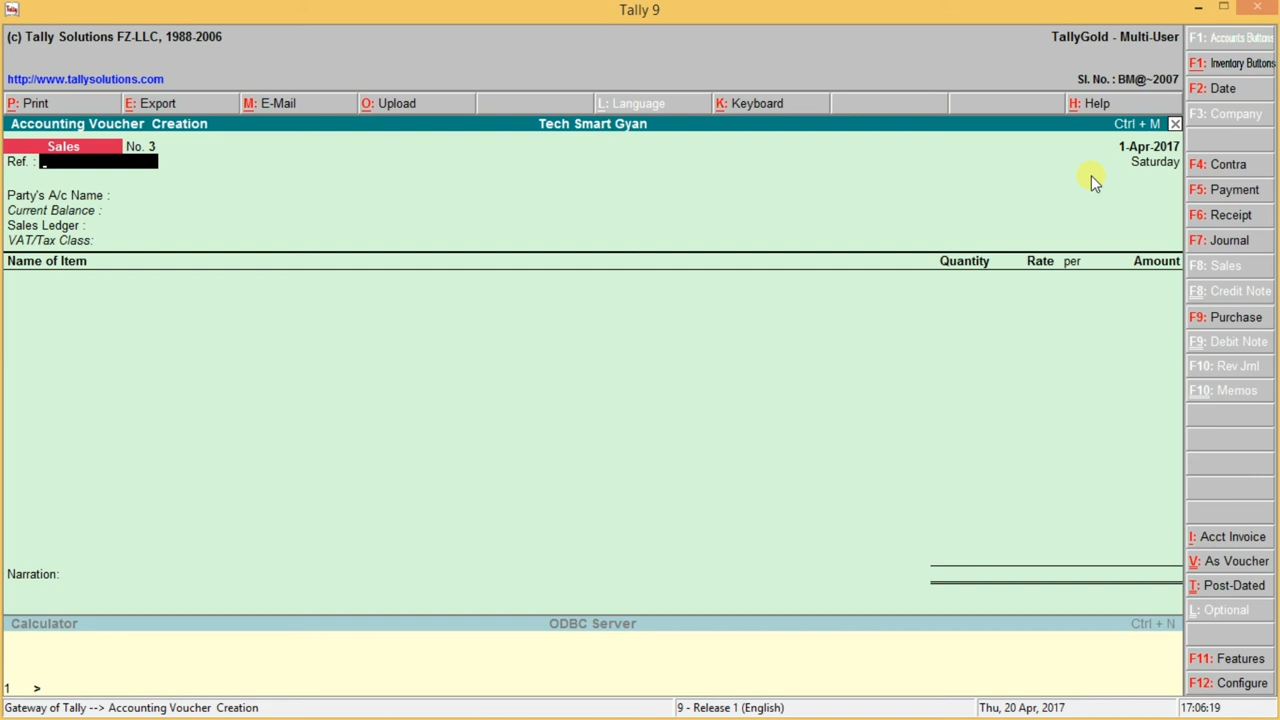 Tally
Tally 9
(c) Tally Solutions FZ-LLC, 1988-2006
TallyGold - Multi-User
http://www.tallysolutions.com
Sl. No. : BM@~2007
P: Print
E: Export
M: E-Mail
O: Upload
L: Language
K: Keyboard
H: Help
Accounting Voucher Creation
Tech Smart Gyan
Ctrl + M
Sales
No. 3
1-Apr-2017
Ref. :
Saturday
Party's A/c Name :
Current Balance :
Sales Ledger :
VAT/Tax Class:
Name of Item
Quantity
Rate per
Amount
Narration:
Calculator
ODBC Server
Ctrl + N
1 >
Gateway of Tally --> Accounting Voucher Creation
9 - Release 1 (English)
Thu, 20 Apr, 2017
17:06:19
F1: Accounts Buttons
F1: Inventory Buttons
F2: Date
F3: Company
F4: Contra
F5: Payment
F6: Receipt
F7: Journal
F8: Sales
F8: Credit Note
F9: Purchase
F9: Debit Note
F10: Rev Jrnl
F10: Memos
I: Acct Invoice
V: As Voucher
T: Post-Dated
L: Optional
F11: Features
F12: Configure